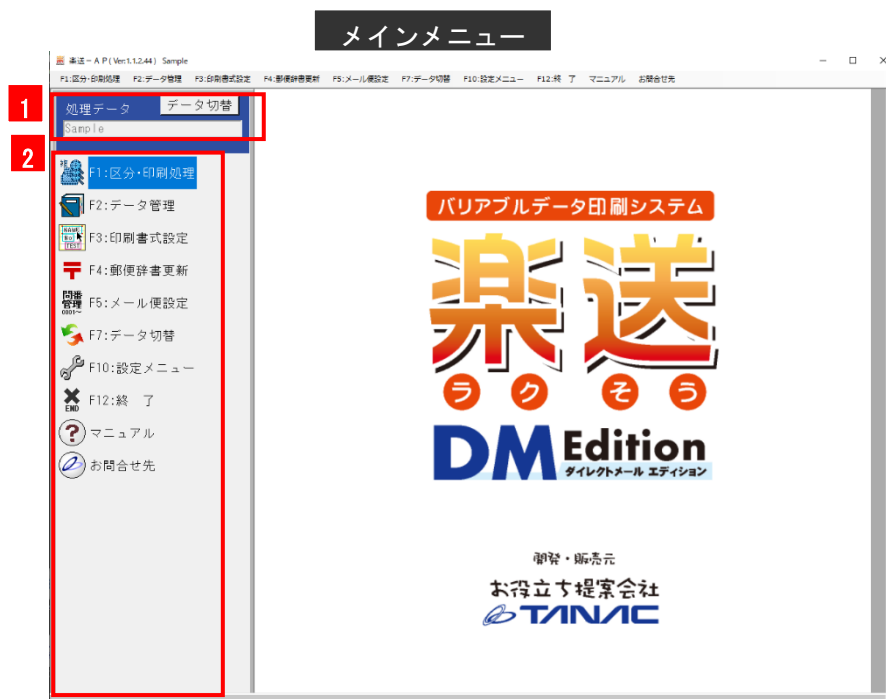 メインメニュー
楽送－ＡＰ(Ver:1.1.2.44) Sample
F1:区分・印刷処理 F2:データ管理 F3:印刷書式設定 F4:郵便辞書更新 F5:メール便設定 F7:データ切替 F10:設定メニュー F12:終 了 マニュアル お問合せ先
1
処理データ データ切替
Sample
2
F1:区分・印刷処理
F2:データ管理
F3:印刷書式設定
F4:郵便辞書更新
問番
管理
0001～
F5:メール便設定
F7:データ切替
F10:設定メニュー
END
F12:終 了
マニュアル
お問合せ先
バリアブルデータ印刷システム
楽送
ラクそう
DM Edition
ダイレクトメール エディション
開発・販売元
お役立ち提案会社
TANAC